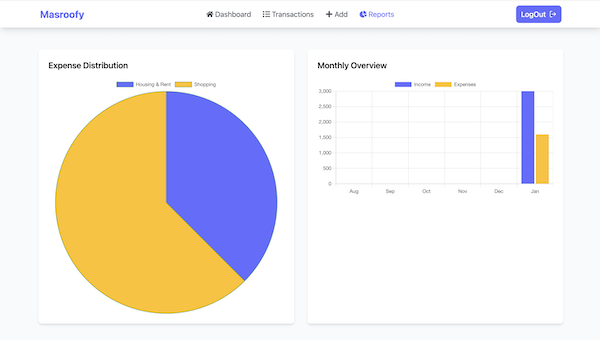 Masroofy Dashboard Transactions Add Reports LogOut
Expense Distribution
Housing & Rent Shopping
Monthly Overview
Income Expenses
3,000
2,500
2,000
1,500
1,000
500
0
Aug Sep Oct Nov Dec Jan